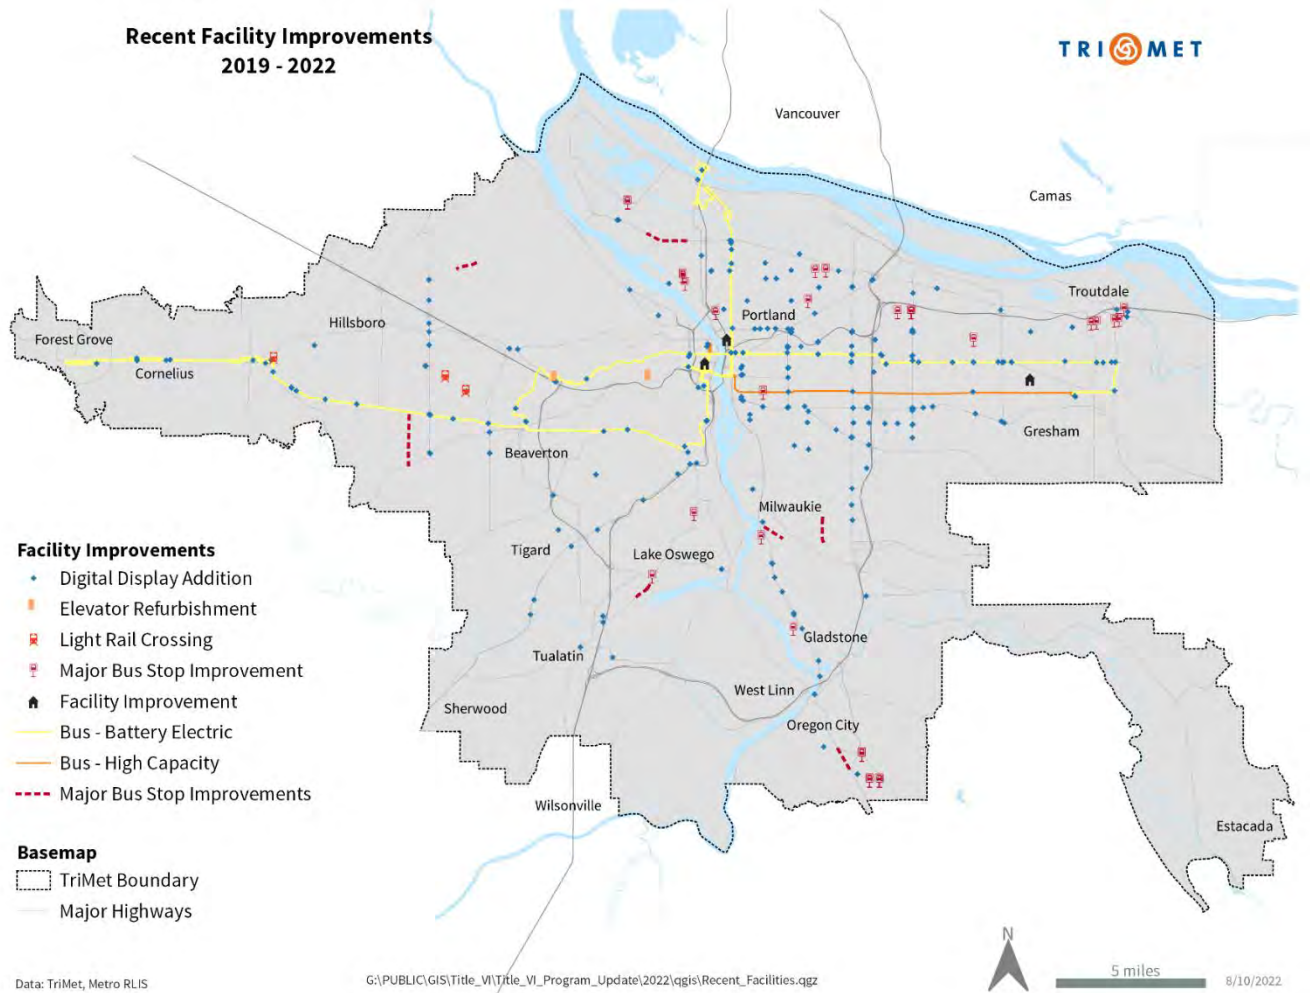 Recent Facility Improvements
2019 - 2022
TRI MET
Vancouver
Camas
Troutdale
Portland
Hillsboro
Forest Grove
Cornelius
Gresham
Beaverton
Milwaukie
Tigard
Lake Oswego
Gladstone
Tualatin
West Linn
Sherwood
Oregon City
Wilsonville
Estacada
Facility Improvements
Digital Display Addition
Elevator Refurbishment
Light Rail Crossing
Major Bus Stop Improvement
Facility Improvement
Bus - Battery Electric
Bus - High Capacity
Major Bus Stop Improvements
Basemap
TriMet Boundary
Major Highways
N
5 miles
Data: TriMet, Metro RLIS
G:\PUBLIC\GIS\Title_VI\Title_VI_Program_Update\2022\qgis\Recent_Facilities.qgz
8/10/2022